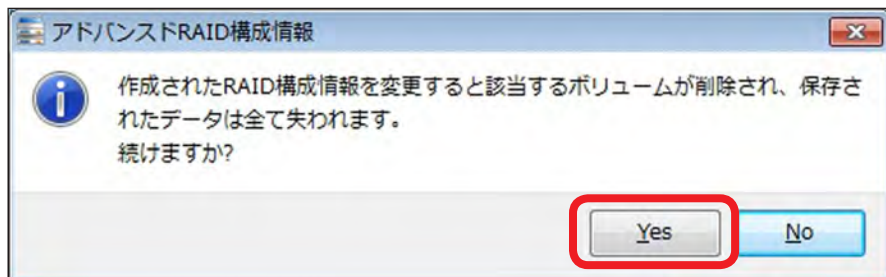 アドバンスドRAID構成情報
作成されたRAID構成情報を変更すると該当するボリュームが削除され、保存さ
れたデータは全て失われます。
続けますか?
Yes
No